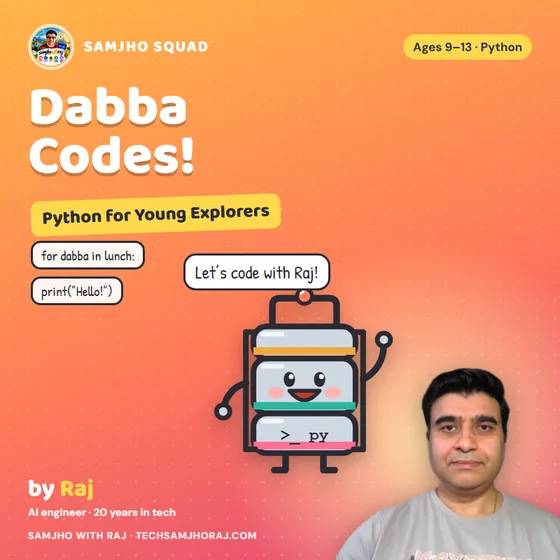 SAMJHO SQUAD
Ages 9–13 · Python
Dabba
Codes!
Python for Young Explorers
for dabba in lunch:
print("Hello!")
Let's code with Raj!
>_ py
by Raj
AI engineer · 20 years in tech
SAMJHO WITH RAJ · TECHSAMJHORAJ.COM